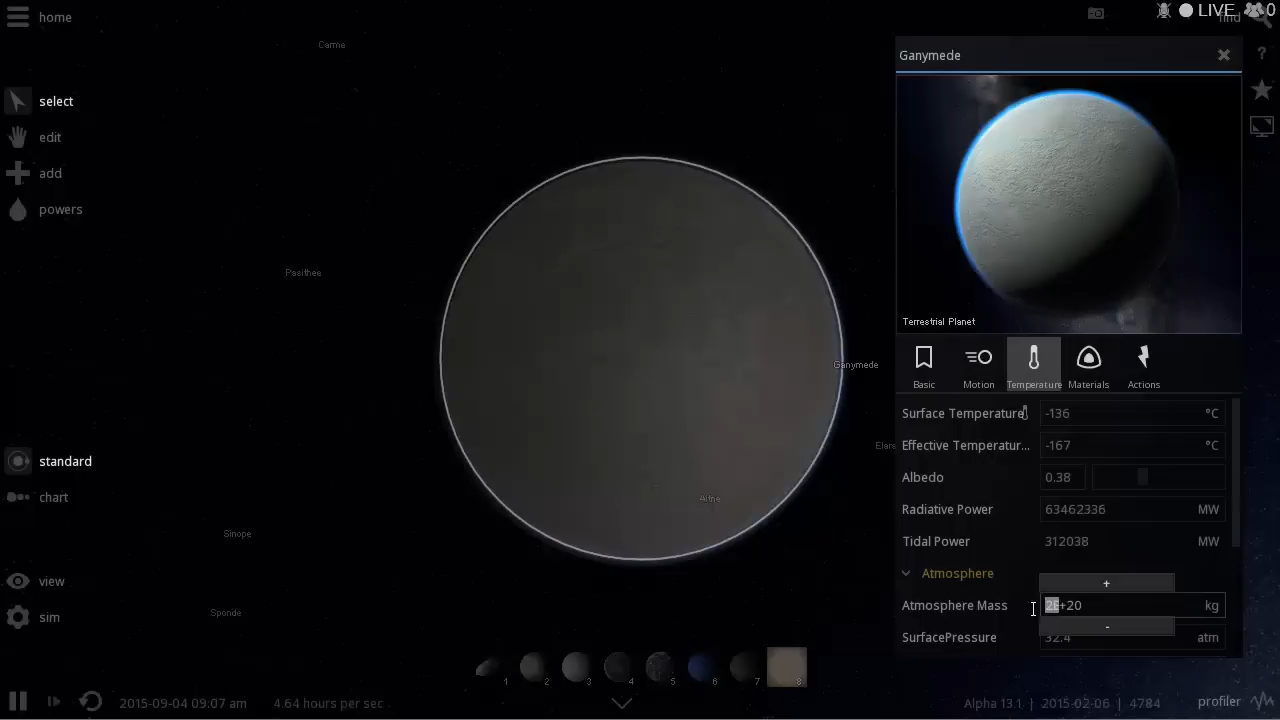 home
Carme
find
LIVE
0
Ganymede
?
select
edit
add
powers
Pasithee
Terrestrial Planet
Ganymede
Basic
Motion
Temperature
Materials
Actions
Surface Temperature
-136
°C
Elara
Effective Temperatur...
-167
°C
standard
Albedo
0.38
chart
Radiative Power
63462336
MW
Aitne
Sinope
Tidal Power
312038
MW
Atmosphere
view
+
Atmosphere Mass
2E+20
kg
Sponde
sim
-
SurfacePressure
32.4
atm
1
2
3
4
5
6
7
8
2015-09-04 09:07 am
4.64 hours per sec
Alpha 13.1 | 2015-02-06 | 4784
profiler